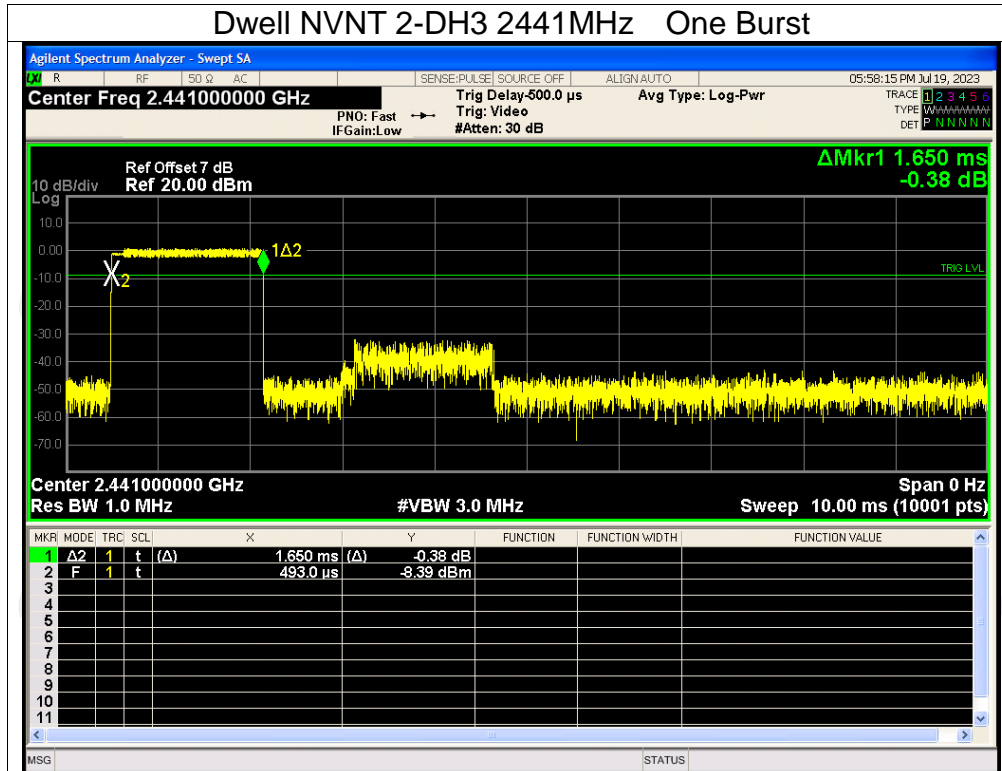 Dwell NVNT 2-DH3 2441MHz One Burst
Agilent Spectrum Analyzer - Swept SA
LXI R RF 50 Ω AC SENSE:PULSE SOURCE OFF ALIGN AUTO 05:58:15 PM Jul 19, 2023
Center Freq 2.441000000 GHz Trig Delay-500.0 µs Avg Type: Log-Pwr TRACE 1 2 3 4 5 6
PNO: Fast Trig: Video TYPE WWWWWW
IFGain:Low #Atten: 30 dB DET P N N N N N
ΔMkr1 1.650 ms
-0.38 dB
Ref Offset 7 dB
10 dB/div Ref 20.00 dBm
Log
10.0
0.00
1Δ2
-10.0
2
TRIG LVL
-20.0
-30.0
-40.0
-50.0
-60.0
-70.0
Center 2.441000000 GHz Span 0 Hz
Res BW 1.0 MHz #VBW 3.0 MHz Sweep 10.00 ms (10001 pts)
MKR MODE TRC SCL X Y FUNCTION FUNCTION WIDTH FUNCTION VALUE
1 Δ2 1 t (Δ) 1.650 ms (Δ) -0.38 dB
2 F 1 t 493.0 µs -8.39 dBm
3
4
5
6
7
8
9
10
11
MSG STATUS